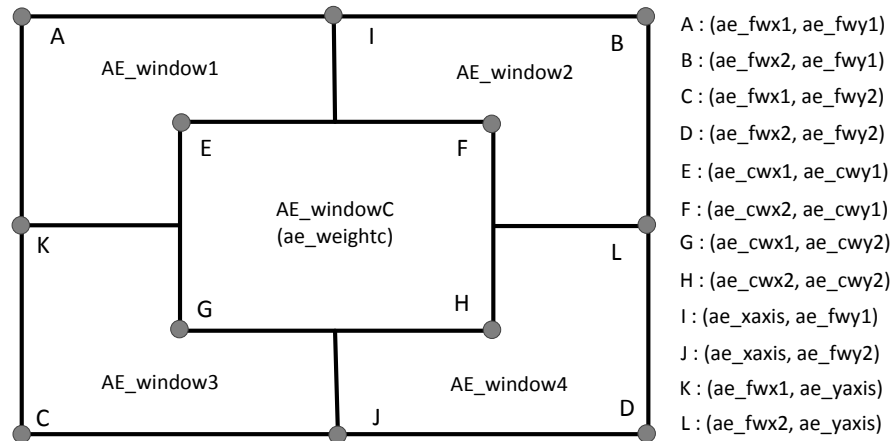 A
I
B
AE_window1
AE_window2
E
F
AE_windowC
(ae_weightc)
K
L
G
H
AE_window3
AE_window4
C
J
D
A : (ae_fwx1, ae_fwy1)
B : (ae_fwx2, ae_fwy1)
C : (ae_fwx1, ae_fwy2)
D : (ae_fwx2, ae_fwy2)
E : (ae_cwx1, ae_cwy1)
F : (ae_cwx2, ae_cwy1)
G : (ae_cwx1, ae_cwy2)
H : (ae_cwx2, ae_cwy2)
I : (ae_xaxis, ae_fwy1)
J : (ae_xaxis, ae_fwy2)
K : (ae_fwx1, ae_yaxis)
L : (ae_fwx2, ae_yaxis)